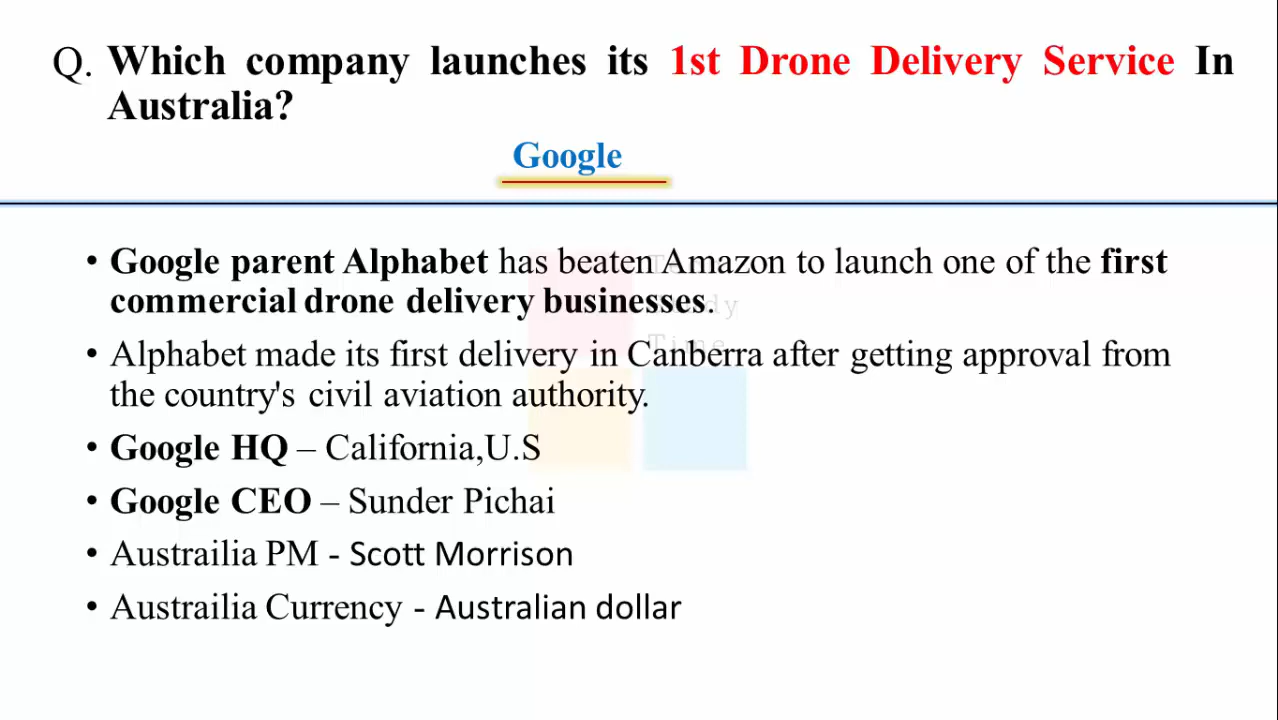 Q. Which company launches its 1st Drone Delivery Service In
Australia?
Google
• Google parent Alphabet has beaten Amazon to launch one of the first
commercial drone delivery businesses.
• Alphabet made its first delivery in Canberra after getting approval from
the country's civil aviation authority.
• Google HQ – California,U.S
• Google CEO – Sunder Pichai
• Austrailia PM - Scott Morrison
• Austrailia Currency - Australian dollar
Time